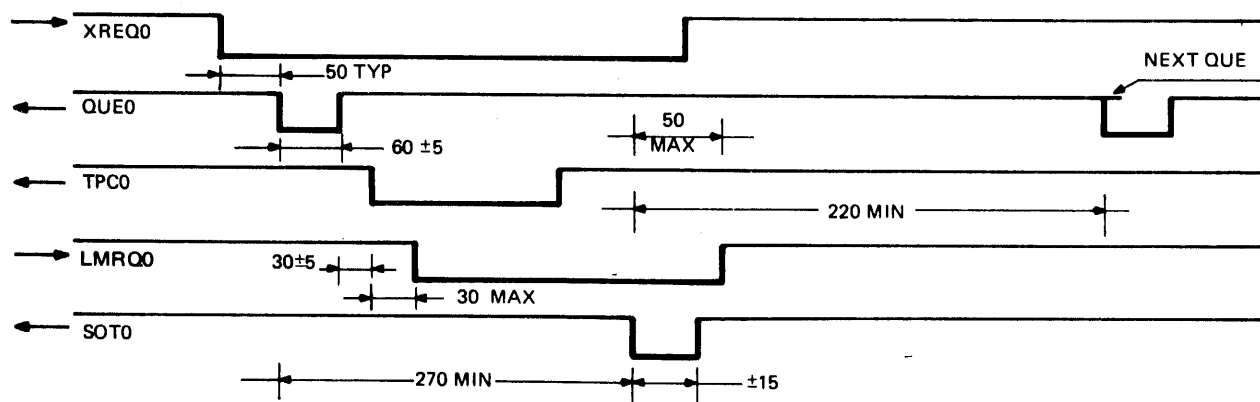 XREQ0
50 TYP
NEXT QUE
QUE0
50
MAX
60 ±5
TPC0
220 MIN
LMRQ0
30±5
30 MAX
SOT0
270 MIN
±15